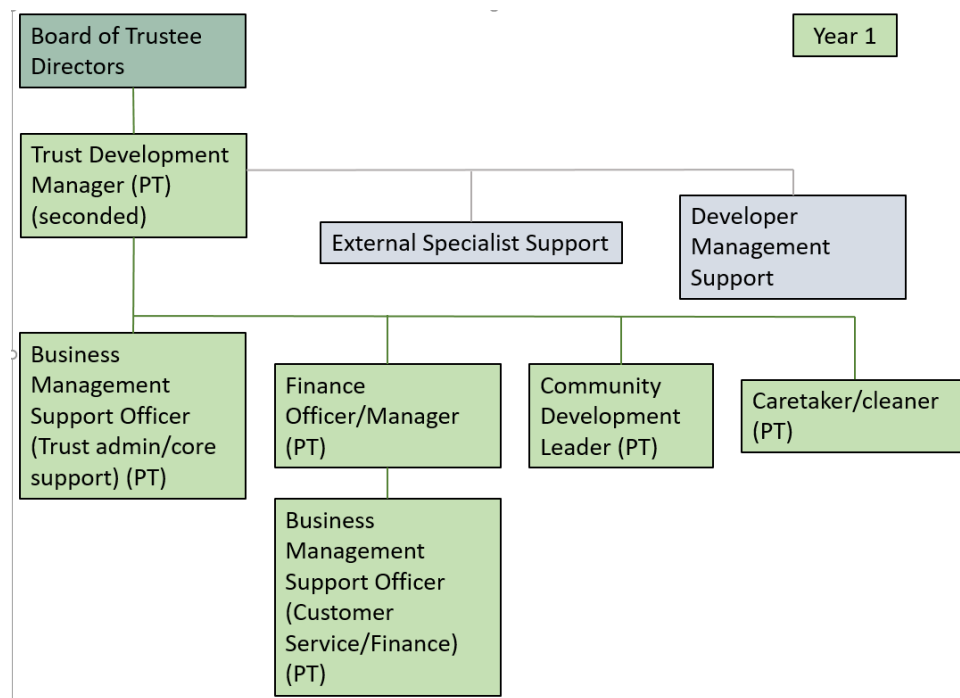 Board of Trustee
Directors
Year 1
Trust Development
Manager (PT)
(seconded)
External Specialist Support
Developer
Management
Support
Business
Management
Support Officer
(Trust admin/core
support) (PT)
Finance
Officer/Manager
(PT)
Community
Development
Leader (PT)
Caretaker/cleaner
(PT)
Business
Management
Support Officer
(Customer
Service/Finance)
(PT)